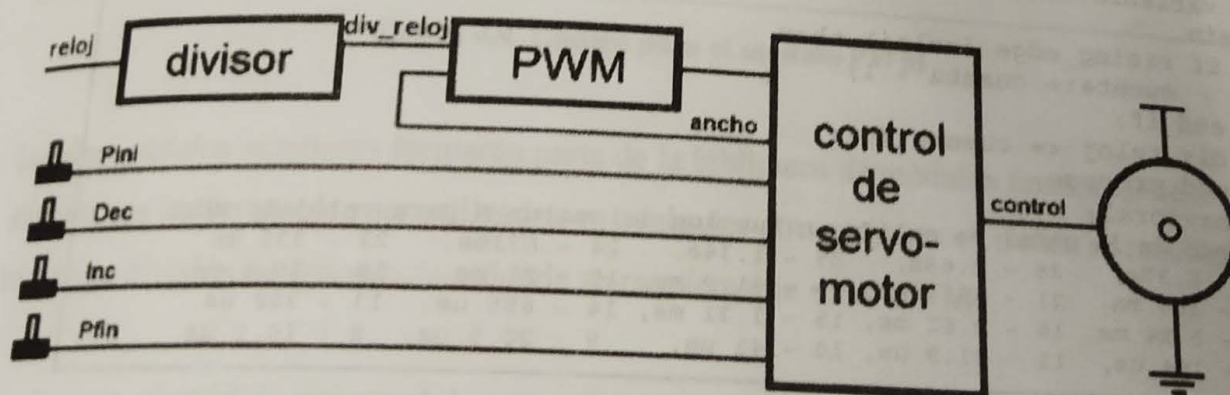 reloj
divisor
div_reloj
PWM
ancho
Pini
Dec
Inc
Pfin
control
de
servo-
motor
control